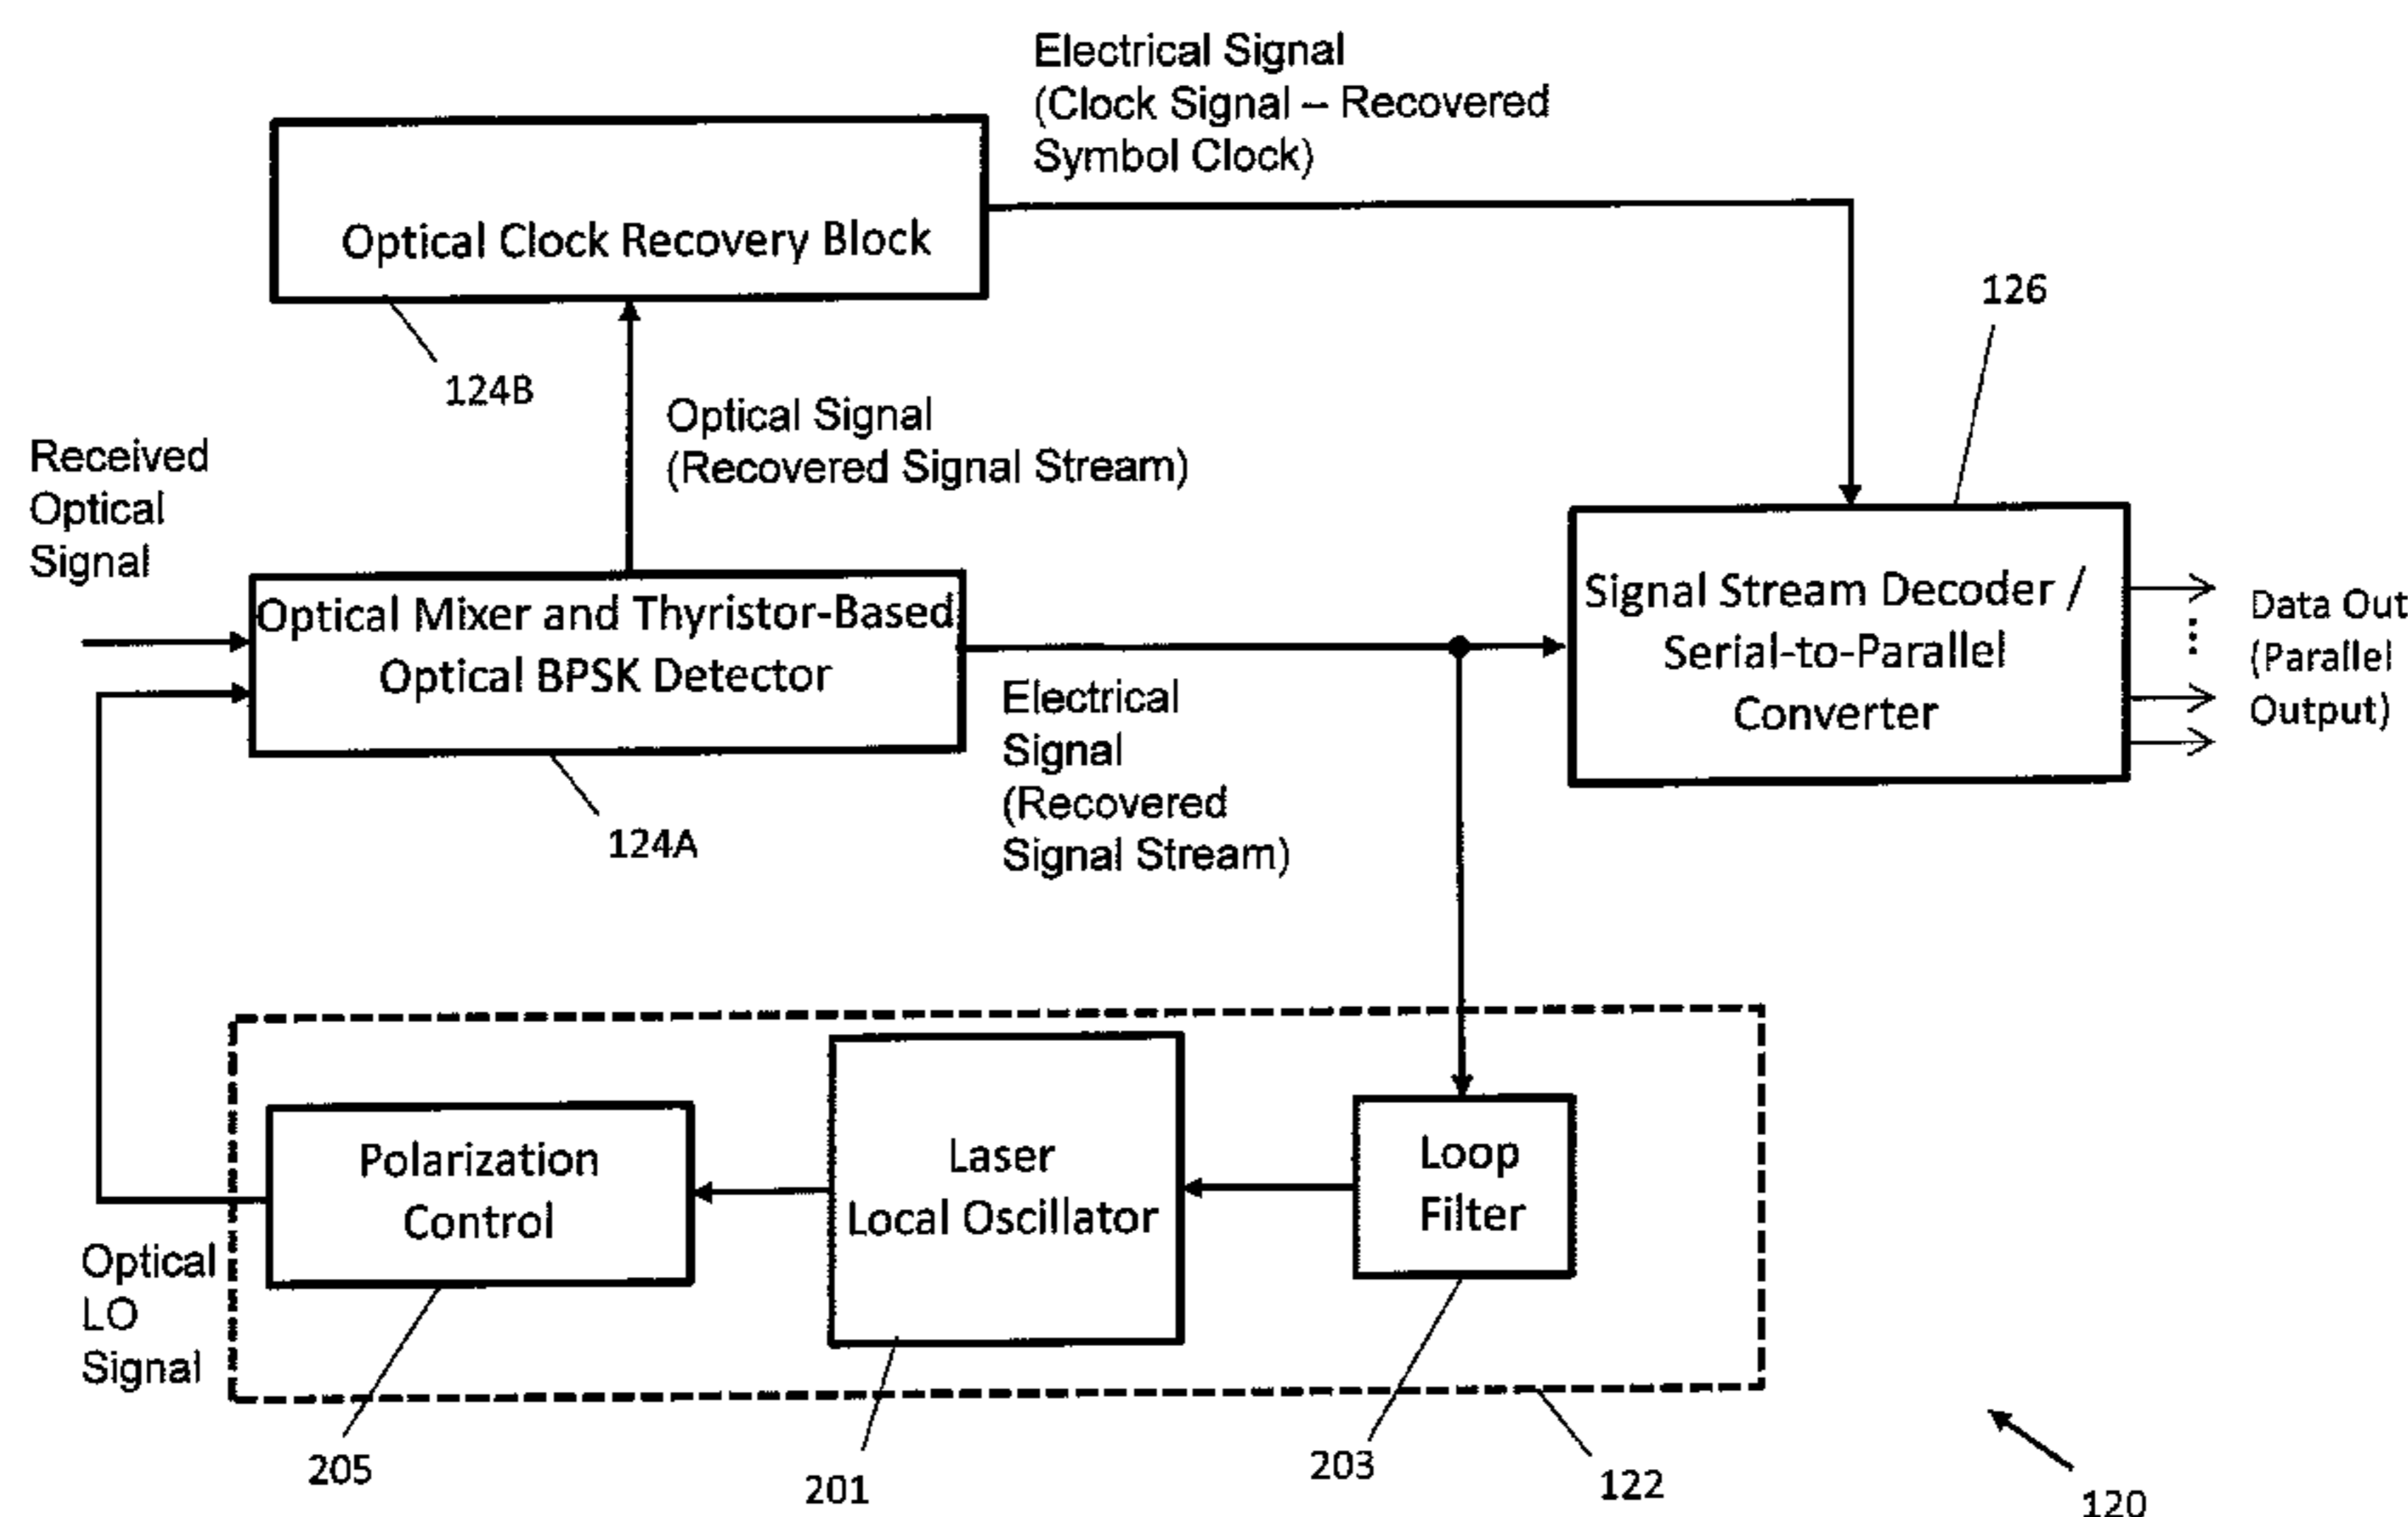 Electrical Signal
(Clock Signal – Recovered
Symbol Clock)
Optical Clock Recovery Block
124B
126
Optical Signal
(Recovered Signal Stream)
Received
Optical
Signal
Optical Mixer and Thyristor-Based
Optical BPSK Detector
124A
Electrical
Signal
(Recovered
Signal Stream)
Signal Stream Decoder /
Serial-to-Parallel
Converter
Data Out
(Parallel
Output)
Polarization
Control
Laser
Local Oscillator
Loop
Filter
Optical
LO
Signal
205
201
203
122
120